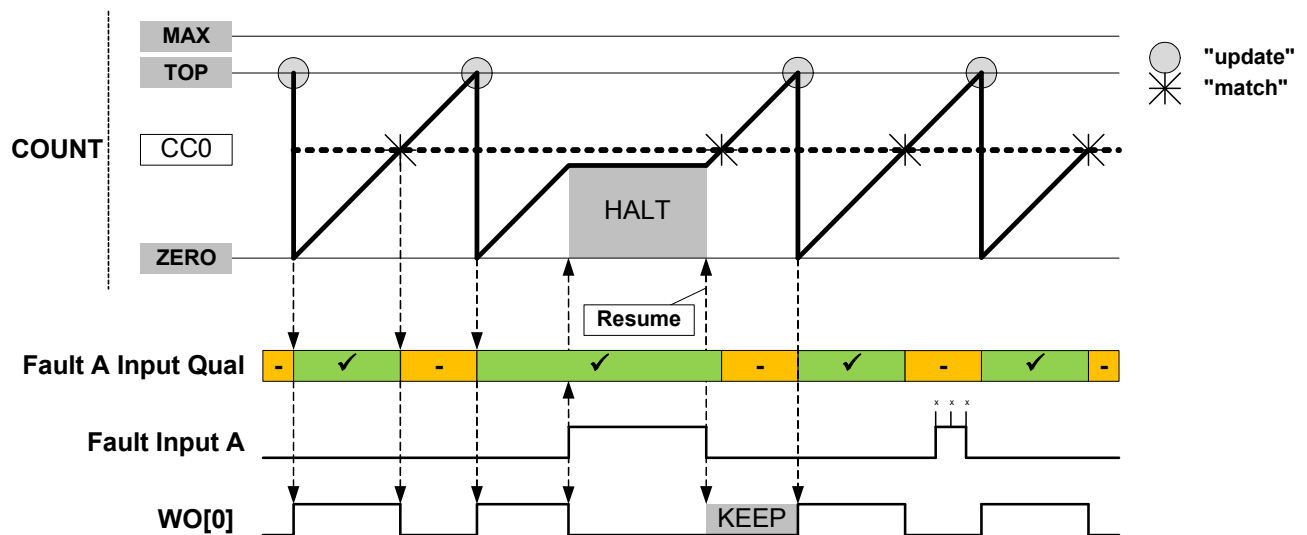 MAX
TOP
"update"
"match"
COUNT
CC0
HALT
ZERO
Resume
Fault A Input Qual
- ✓ - ✓ - ✓ - ✓ -
x x x
Fault Input A
WO[0]
KEEP